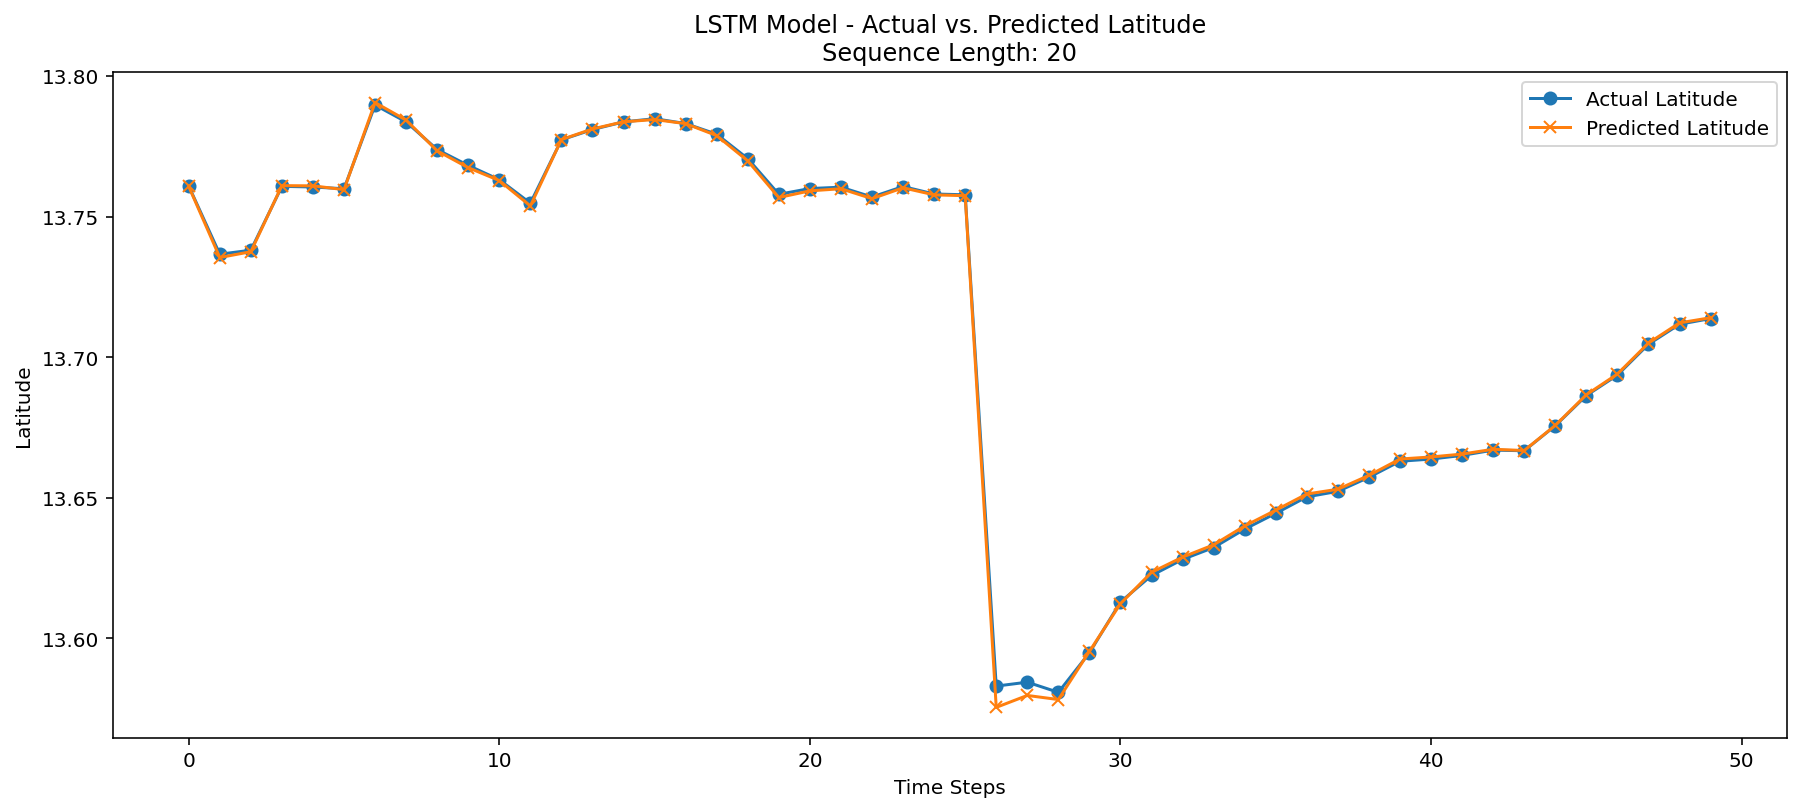 LSTM Model - Actual vs. Predicted Latitude
Sequence Length: 20
Actual Latitude
Predicted Latitude
13.80
13.75
13.70
13.65
13.60
Latitude
0 10 20 30 40 50
Time Steps